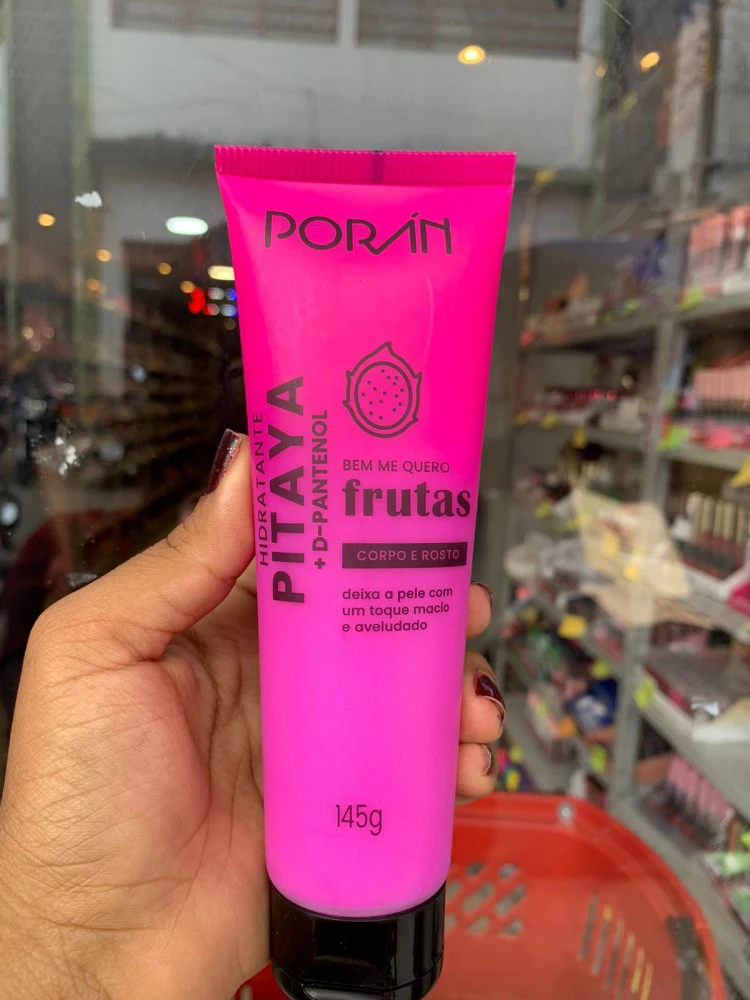 PORÁN
HIDRATANTE
PITAYA
+ D-PANTENOL
BEM ME QUERO
frutas
CORPO E ROSTO
deixa a pele com
um toque macio
e aveludado
145g